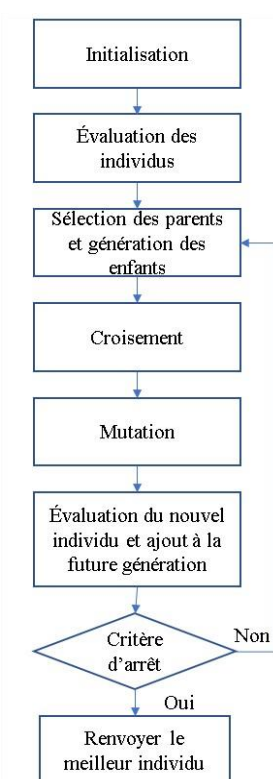 Initialisation
Évaluation des
individus
Sélection des parents
et génération des
enfants
Croisement
Mutation
Évaluation du nouvel
individu et ajout à la
future génération
Critère
d'arrêt
Non
Oui
Renvoyer le
meilleur individu